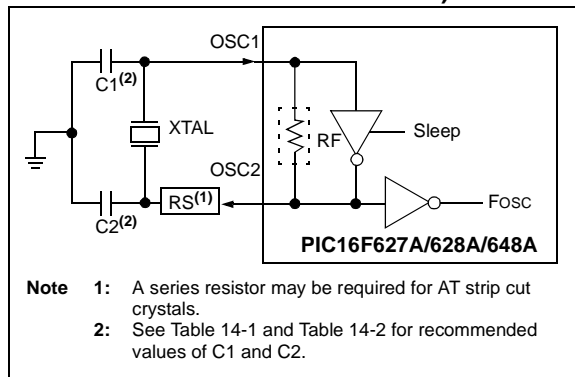 OSC1
C1(2)
XTAL
RF
Sleep
OSC2
RS(1)
C2(2)
FOSC
PIC16F627A/628A/648A
Note 1: A series resistor may be required for AT strip cut
crystals.
2: See Table 14-1 and Table 14-2 for recommended
values of C1 and C2.